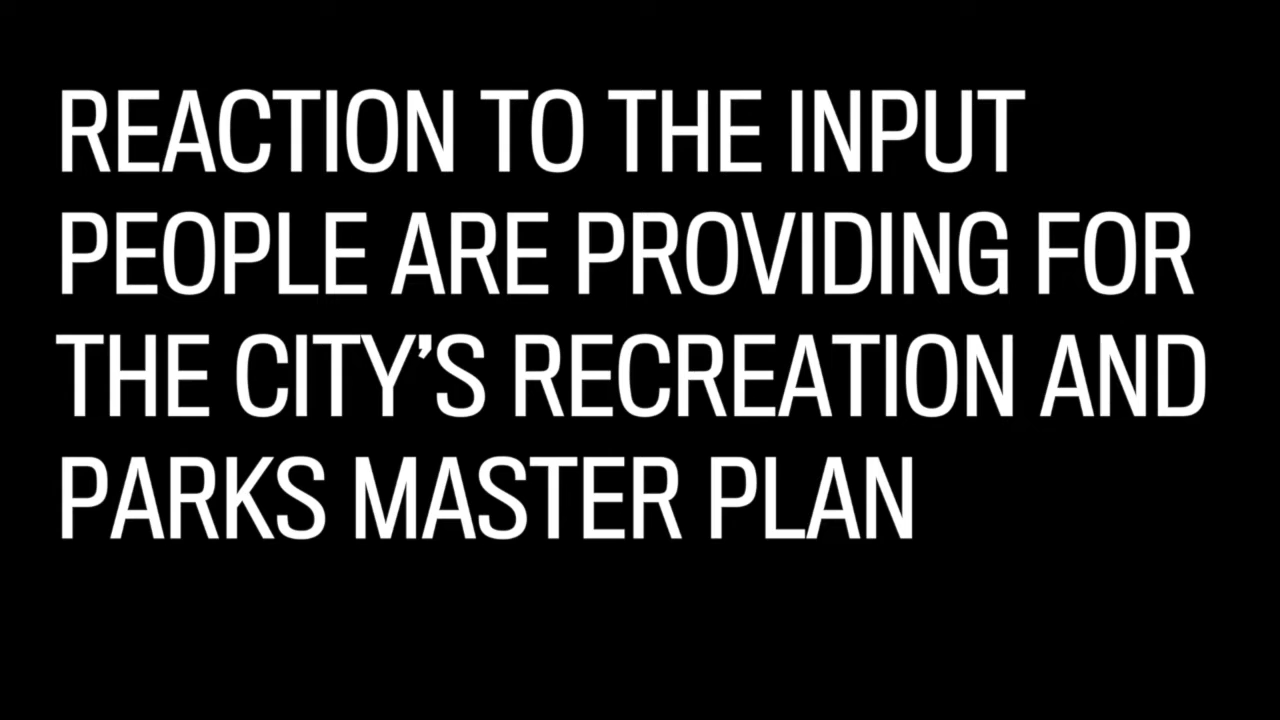 REACTION TO THE INPUT
PEOPLE ARE PROVIDING FOR
THE CITY’S RECREATION AND
PARKS MASTER PLAN